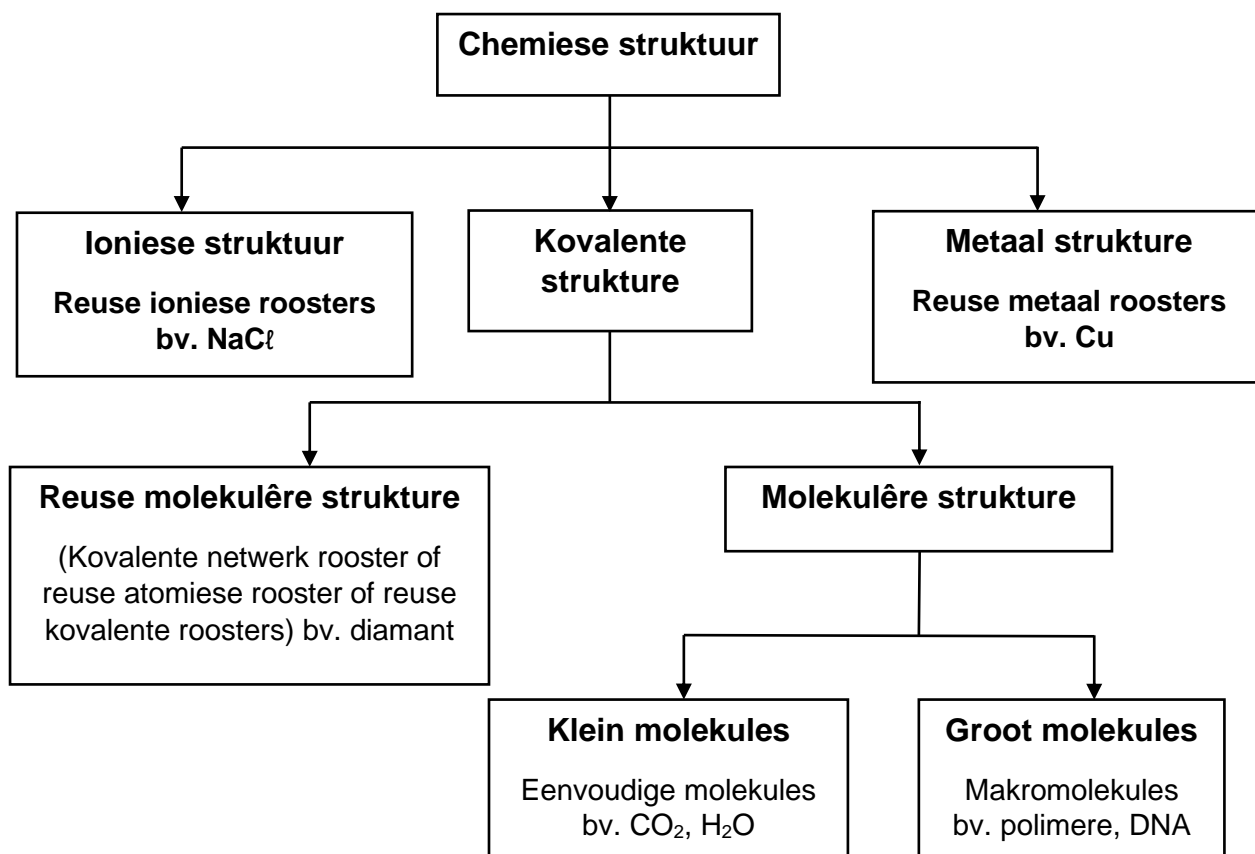 Chemiese struktuur
Ioniese struktuur
Reuse ioniese roosters
bv. NaCℓ
Kovalente
strukture
Metaal strukture
Reuse metaal roosters
bv. Cu
Reuse molekulêre strukture
(Kovalente netwerk rooster of
reuse atomiese rooster of reuse
kovalente roosters) bv. diamant
Molekulêre strukture
Klein molekules
Eenvoudige molekules
bv. CO₂, H₂O
Groot molekules
Makromolekules
bv. polimere, DNA